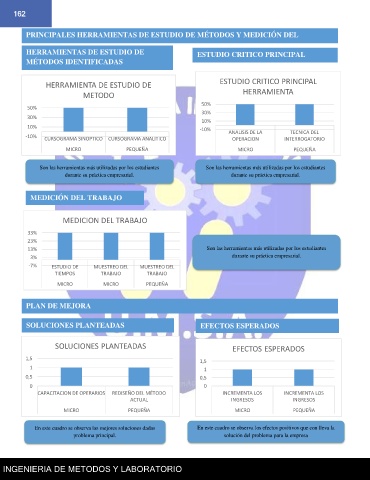 162
PRINCIPALES HERRAMIENTAS DE ESTUDIO DE MÉTODOS Y MEDICIÓN DEL
HERRAMIENTAS DE ESTUDIO DE
MÉTODOS IDENTIFICADAS
ESTUDIO CRITICO PRINCIPAL
HERRAMIENTA DE ESTUDIO DE
METODO
50%
30%
10%
-10%
CURSOGRAMA SINOPTICO CURSOGRAMA ANALITICO
MICRO PEQUEÑA
ESTUDIO CRITICO PRINCIPAL
HERRAMIENTA
50%
30%
10%
-10%
ANALISIS DE LA
OPERACION
TECNICA DEL
INTERROGATORIO
MICRO PEQUEÑA
Son las herramientas más utilizadas por los estudiantes
durante su práctica empresarial.
Son las herramientas más utilizadas por los estudiantes
durante su práctica empresarial.
MEDICIÓN DEL TRABAJO
MEDICION DEL TRABAJO
33%
23%
13%
3%
-7%
ESTUDIO DE
TIEMPOS
MUESTREO DEL
TRABAJO
MUESTREO DEL
TRABAJO
MICRO MICRO PEQUEÑA
Son las herramientas más utilizadas por los estudiantes
durante su práctica empresarial.
PLAN DE MEJORA
SOLUCIONES PLANTEADAS
EFECTOS ESPERADOS
SOLUCIONES PLANTEADAS
1,5
1
0,5
0
CAPACITACION DE OPERARIOS
REDISEÑO DEL METODO
ACTUAL
MICRO PEQUEÑA
EFECTOS ESPERADOS
1,5
1
0,5
0
INCREMENTA LOS
INGRESOS
INCREMENTA LOS
INGRESOS
MICRO PEQUEÑA
En este cuadro se observa las mejores soluciones dadas
problema principal.
En este cuadro se observa los efectos positivos que con lleva la
solución del problema para la empresa
INGENIERIA DE METODOS Y LABORATORIO